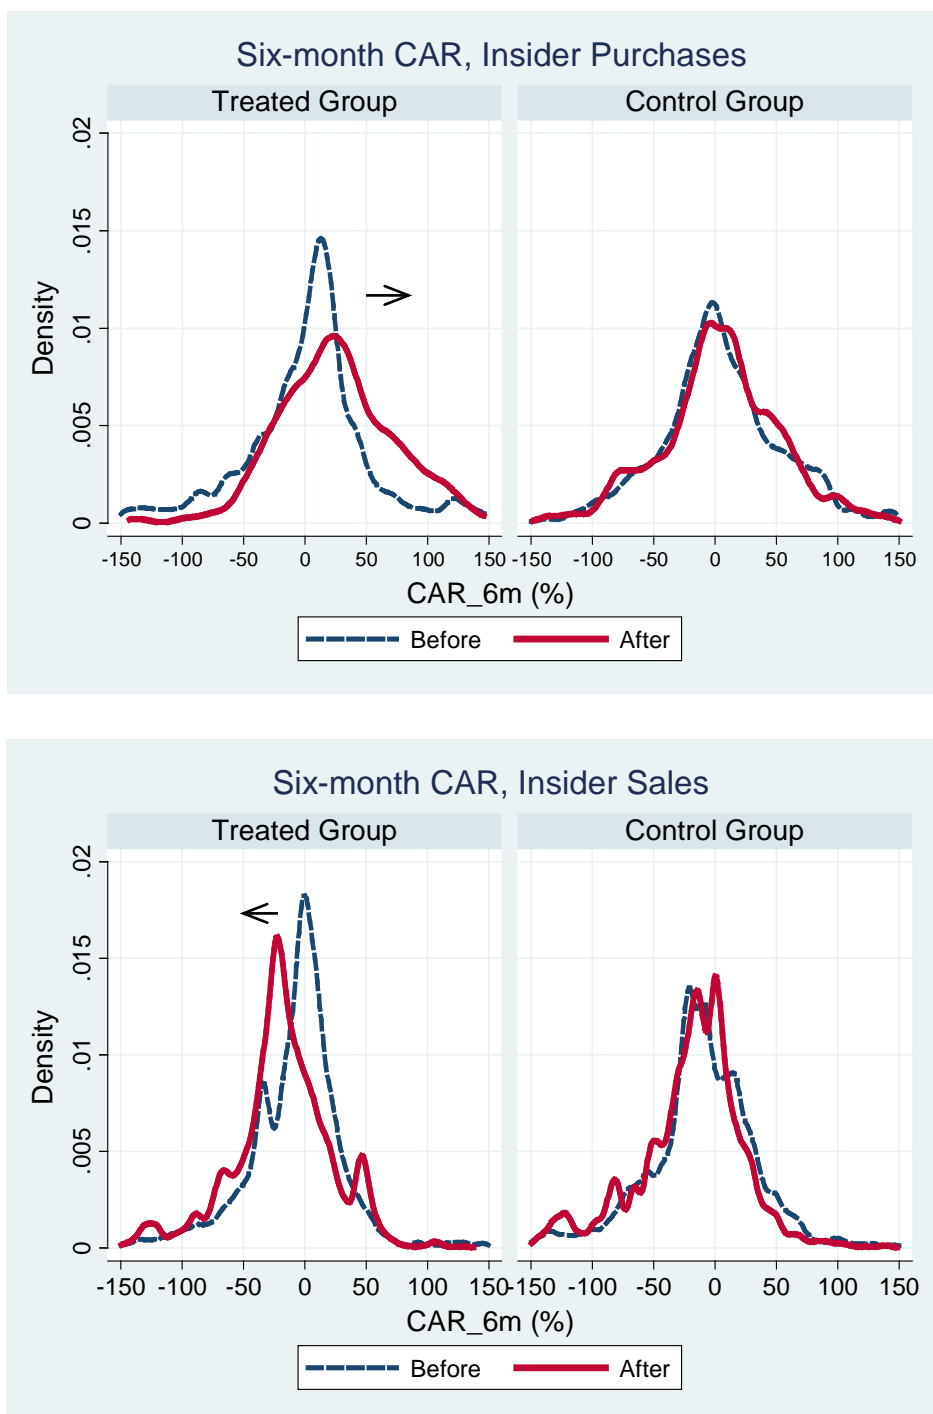 Six-month CAR, Insider Purchases
Treated Group Control Group
.02
.015
.01
.005
0
Density
-150 -100 -50 0 50 100 150 -150 -100 -50 0 50 100 150
CAR_6m (%)
Before After
Six-month CAR, Insider Sales
Treated Group Control Group
.02
.015
.01
.005
0
Density
-150 -100 -50 0 50 100 150 -150 -100 -50 0 50 100 150
CAR_6m (%)
Before After